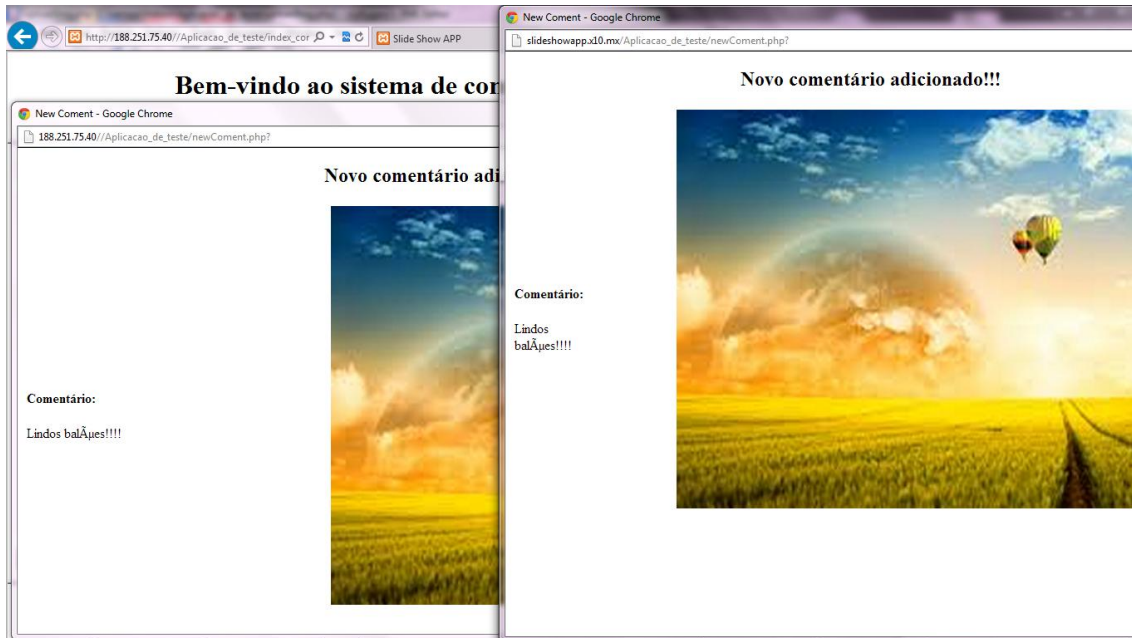 http://188.251.75.40//Aplicacao_de_teste/index_cor
Slide Show APP
Bem-vindo ao sistema de con
New Coment - Google Chrome
188.251.75.40//Aplicacao_de_teste/newComent.php?
Novo comentário adi
Comentário:
Lindos balÃµes!!!!
New Coment - Google Chrome
slideshowapp.x10.mx/Aplicacao_de_teste/newComent.php?
Novo comentário adicionado!!!
Comentário:
Lindos
balÃµes!!!!